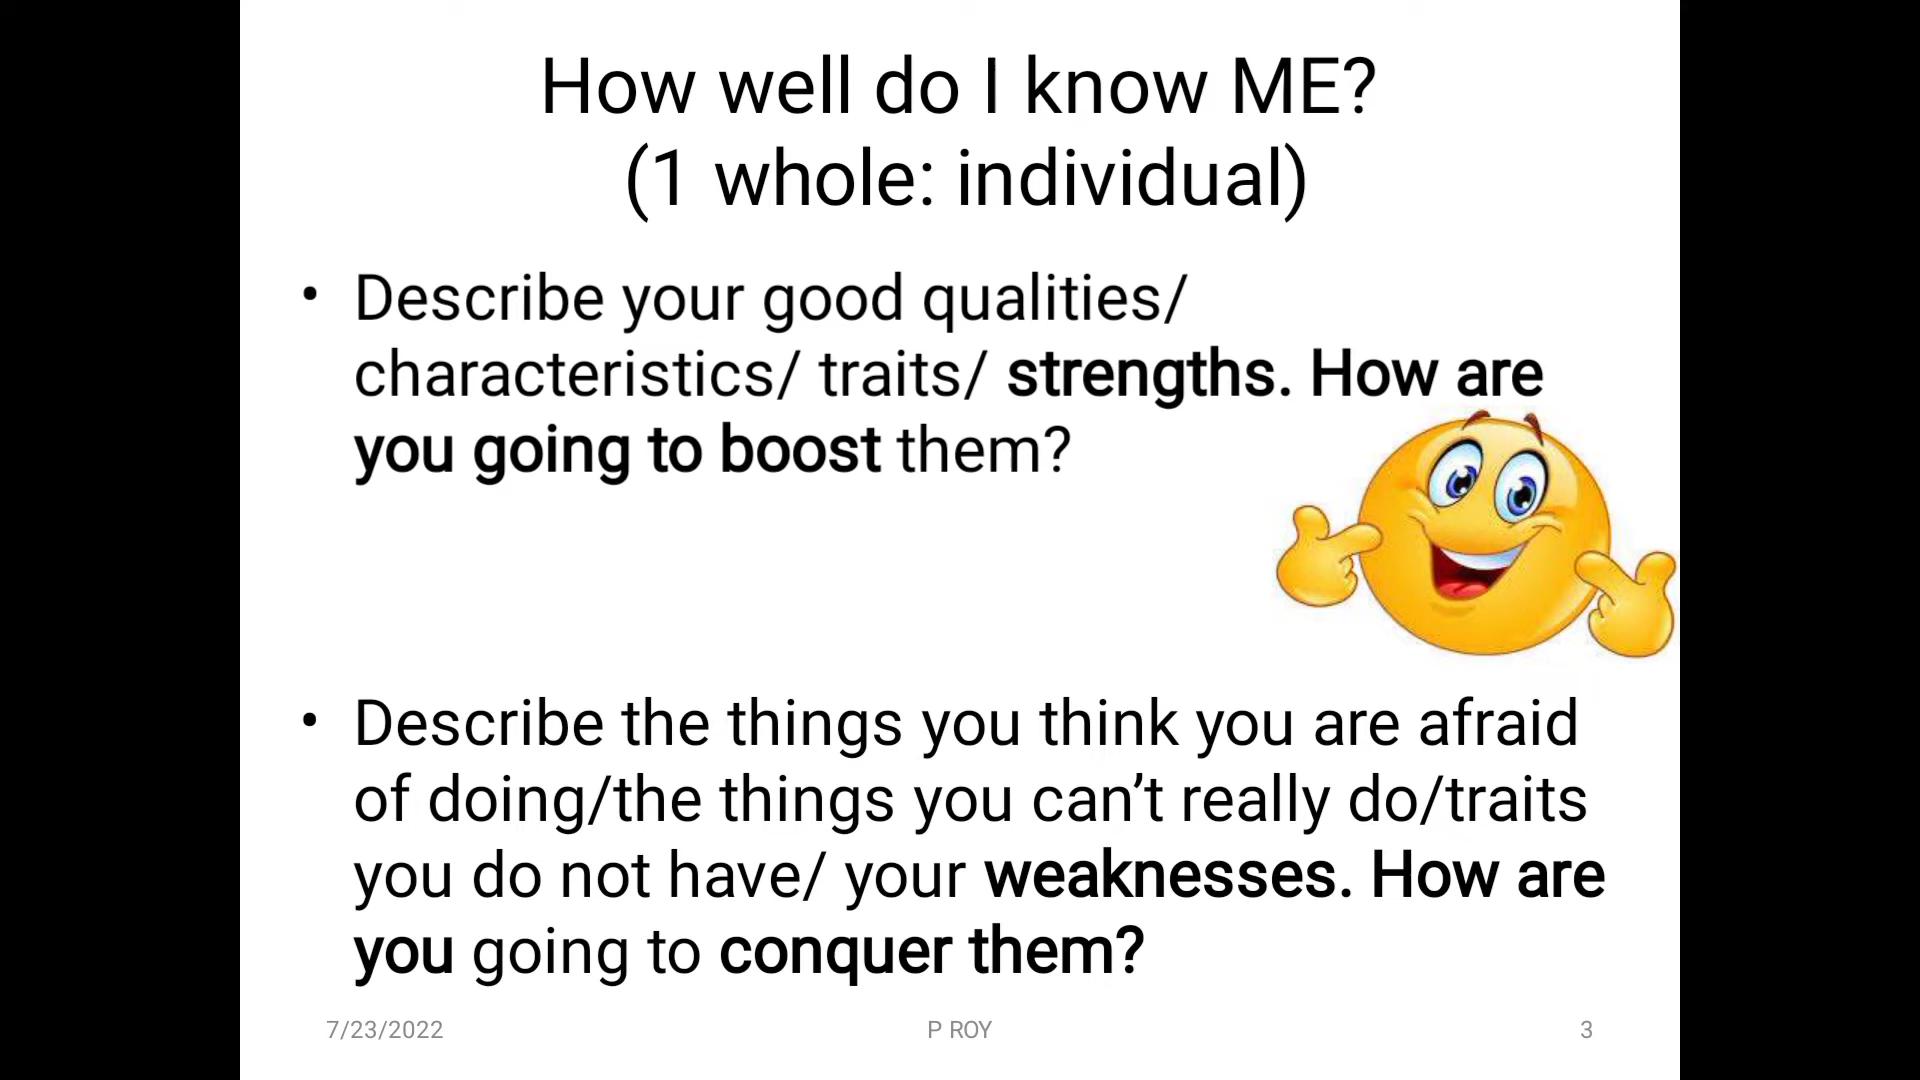 How well do I know ME?
(1 whole: individual)
• Describe your good qualities/
characteristics/ traits/ strengths. How are
you going to boost them?
• Describe the things you think you are afraid
of doing/the things you can’t really do/traits
you do not have/ your weaknesses. How are
you going to conquer them?
7/23/2022
P ROY
3